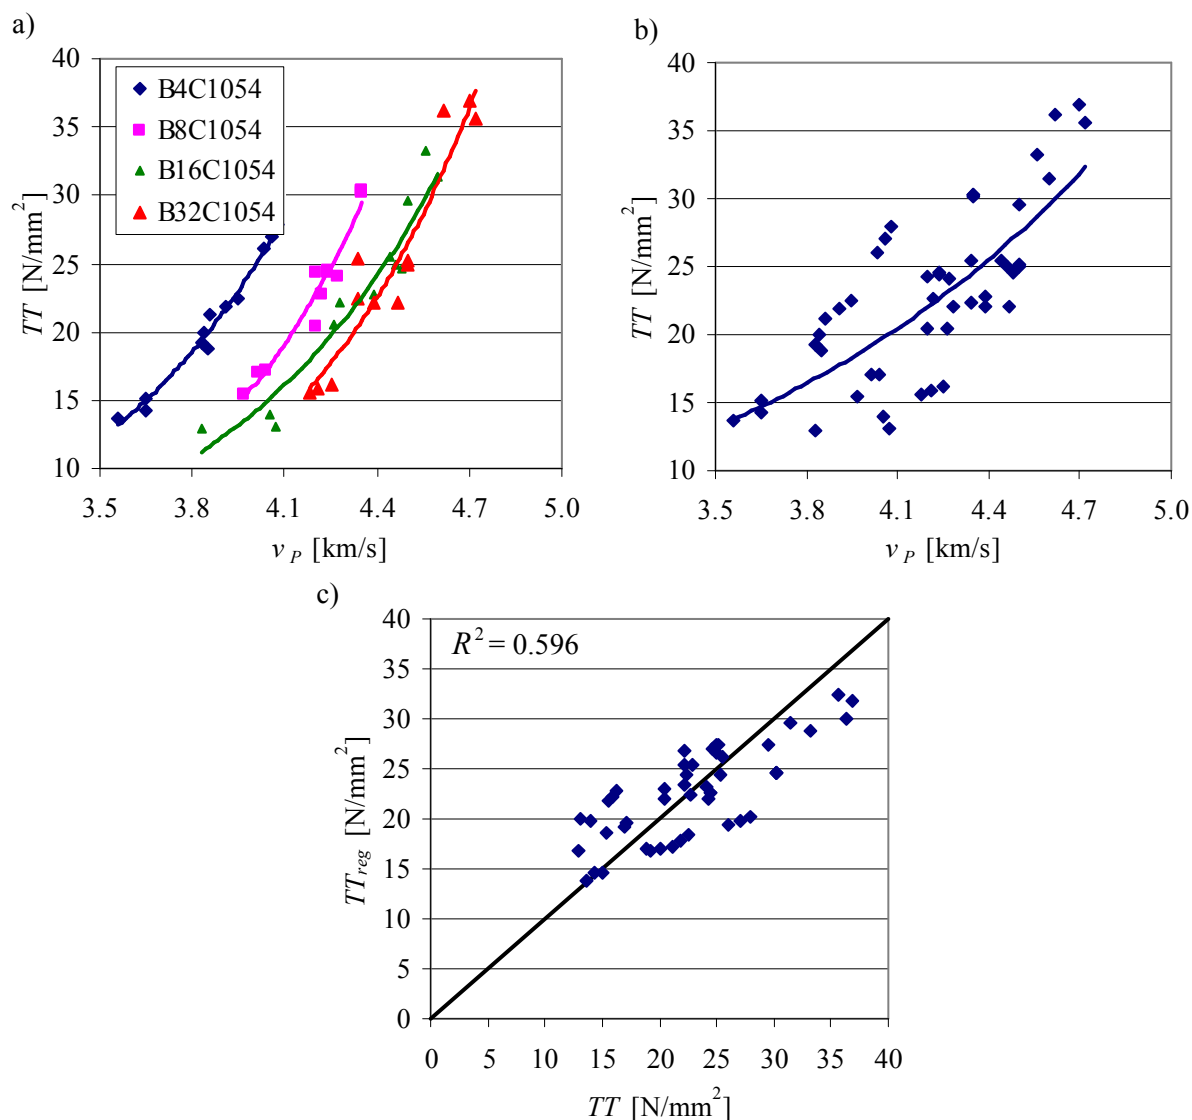 a)
40
35
30
25
20
15
10
TT [N/mm²]
B4C1054
B8C1054
B16C1054
B32C1054
3.5 3.8 4.1 4.4 4.7 5.0
v P [km/s]
b)
40
35
30
25
20
15
10
TT [N/mm²]
3.5 3.8 4.1 4.4 4.7 5.0
v P [km/s]
c)
40
35
30
25
20
15
10
5
0
TTreg [N/mm²]
R² = 0.596
0 5 10 15 20 25 30 35 40
TT [N/mm²]